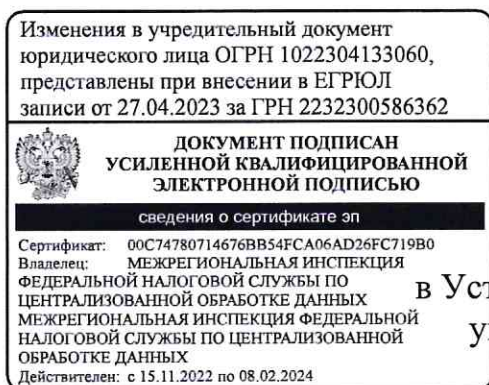 Изменения в учредительный документ
юридического лица ОГРН 1022304133060,
представлены при внесении в ЕГРЮЛ
записи от 27.04.2023 за ГРН 2232300586362
ДОКУМЕНТ ПОДПИСАН
УСИЛЕННОЙ КВАЛИФИЦИРОВАННОЙ
ЭЛЕКТРОННОЙ ПОДПИСЬЮ
сведения о сертификате эп
Сертификат: 00C74780714676BB54FCA06AD26FC719B0
Владелец: МЕЖРЕГИОНАЛЬНАЯ ИНСПЕКЦИЯ
ФЕДЕРАЛЬНОЙ НАЛОГОВОЙ СЛУЖБЫ ПО
ЦЕНТРАЛИЗОВАННОЙ ОБРАБОТКЕ ДАННЫХ
МЕЖРЕГИОНАЛЬНАЯ ИНСПЕКЦИЯ ФЕДЕРАЛЬНОЙ
НАЛОГОВОЙ СЛУЖБЫ ПО ЦЕНТРАЛИЗОВАННОЙ
ОБРАБОТКЕ ДАННЫХ
Действителен: с 15.11.2022 по 08.02.2024
в Уст